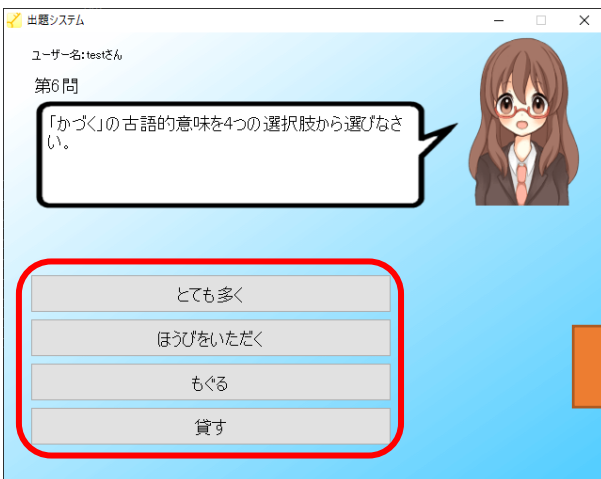 出題システム
ユーザー名:testさん
第6問
「かづく」の古語的意味を4つの選択肢から選びなさ
い。
とても多く
ほうびをいただく
もぐる
貸す